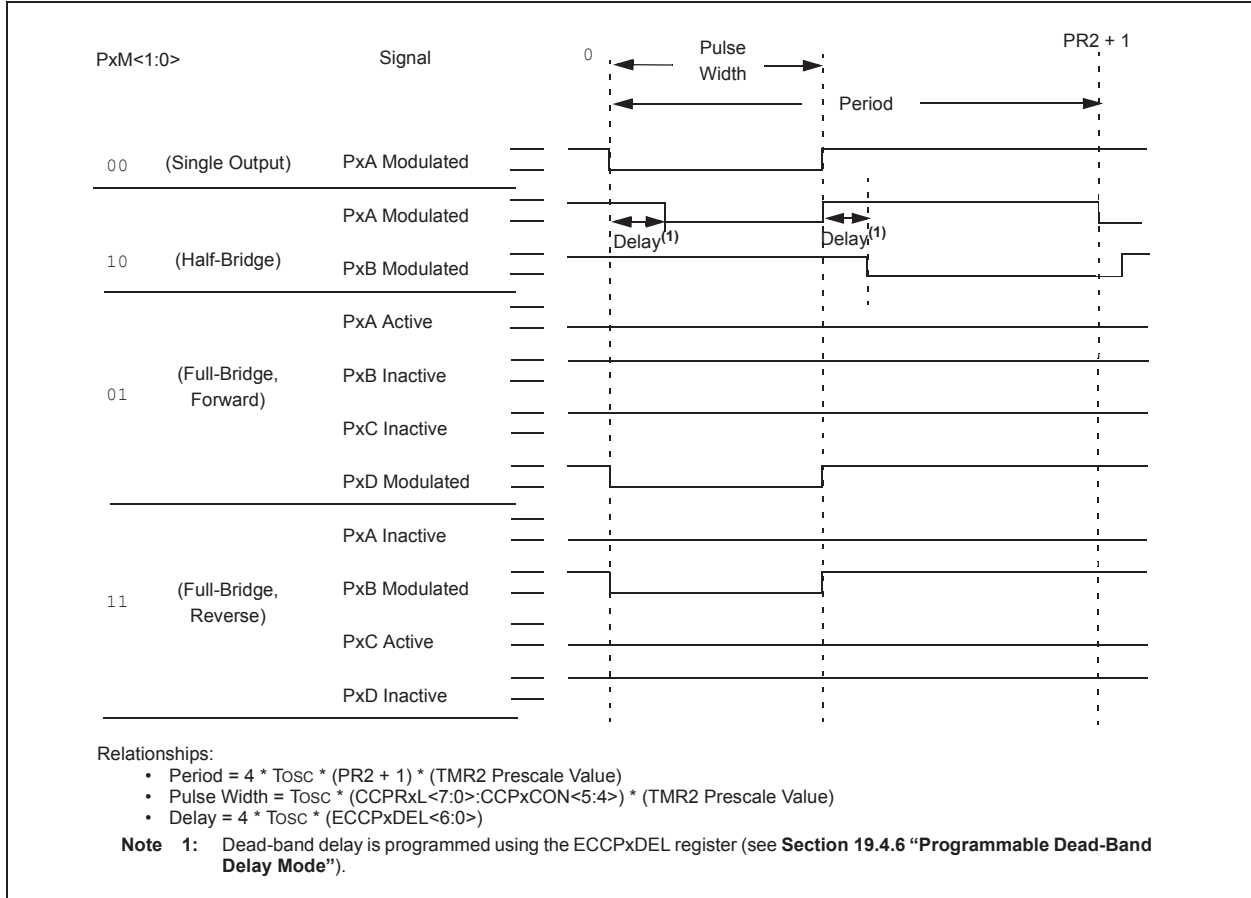 PxM<1:0> Signal 0 Pulse Width PR2 + 1
Period
00 (Single Output) PxA Modulated
PxA Modulated
Delay(1) Delay(1)
10 (Half-Bridge) PxB Modulated
PxA Active
01 (Full-Bridge, Forward) PxB Inactive
PxC Inactive
PxD Modulated
PxA Inactive
11 (Full-Bridge, Reverse) PxB Modulated
PxC Active
PxD Inactive
Relationships:
• Period = 4 * TOSC * (PR2 + 1) * (TMR2 Prescale Value)
• Pulse Width = TOSC * (CCPRxL<7:0>:CCPxCON<5:4>) * (TMR2 Prescale Value)
• Delay = 4 * TOSC * (ECCPxDEL<6:0>)
Note 1: Dead-band delay is programmed using the ECCPxDEL register (see Section 19.4.6 “Programmable Dead-Band
Delay Mode”).